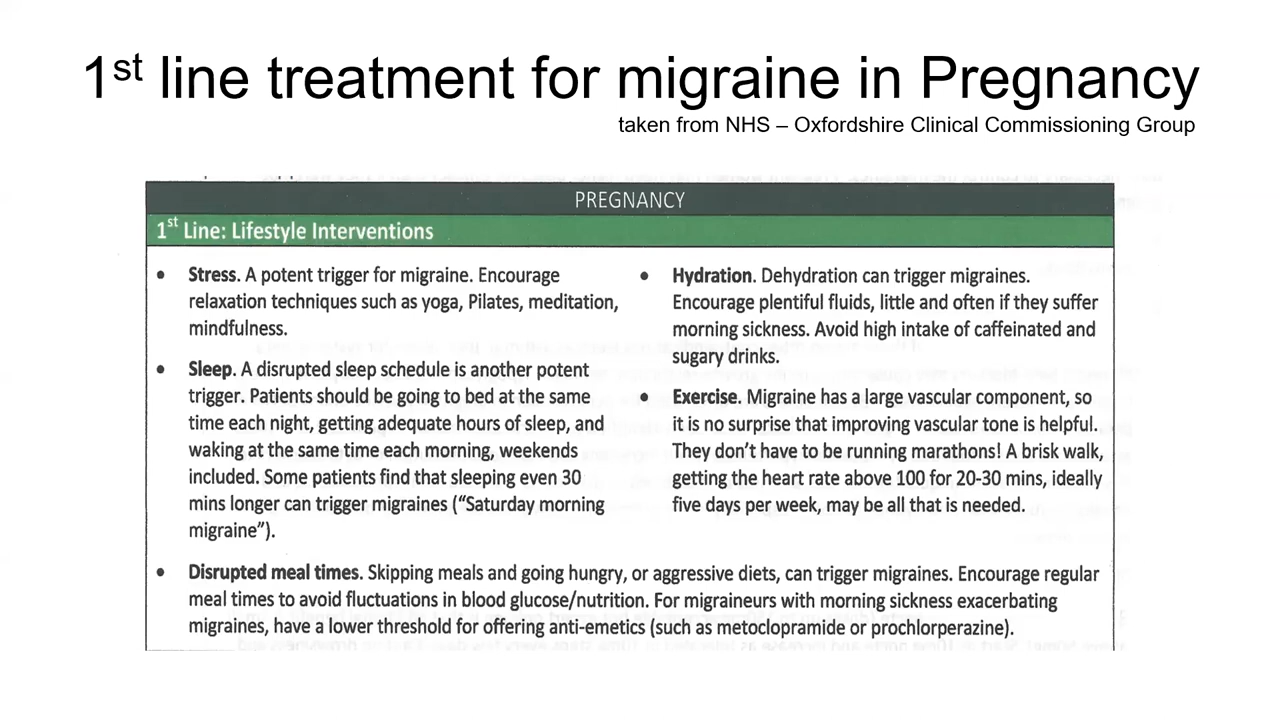 1st line treatment for migraine in Pregnancy
taken from NHS – Oxfordshire Clinical Commissioning Group
PREGNANCY
1st Line: Lifestyle Interventions
• Stress. A potent trigger for migraine. Encourage
relaxation techniques such as yoga, Pilates, meditation,
mindfulness.
• Sleep. A disrupted sleep schedule is another potent
trigger. Patients should be going to bed at the same
time each night, getting adequate hours of sleep, and
waking at the same time each morning, weekends
included. Some patients find that sleeping even 30
mins longer can trigger migraines (“Saturday morning
migraine”).
• Hydration. Dehydration can trigger migraines.
Encourage plentiful fluids, little and often if they suffer
morning sickness. Avoid high intake of caffeinated and
sugary drinks.
• Exercise. Migraine has a large vascular component, so
it is no surprise that improving vascular tone is helpful.
They don’t have to be running marathons! A brisk walk,
getting the heart rate above 100 for 20-30 mins, ideally
five days per week, may be all that is needed.
• Disrupted meal times. Skipping meals and going hungry, or aggressive diets, can trigger migraines. Encourage regular
meal times to avoid fluctuations in blood glucose/nutrition. For migraineurs with morning sickness exacerbating
migraines, have a lower threshold for offering anti-emetics (such as metoclopramide or prochlorperazine).